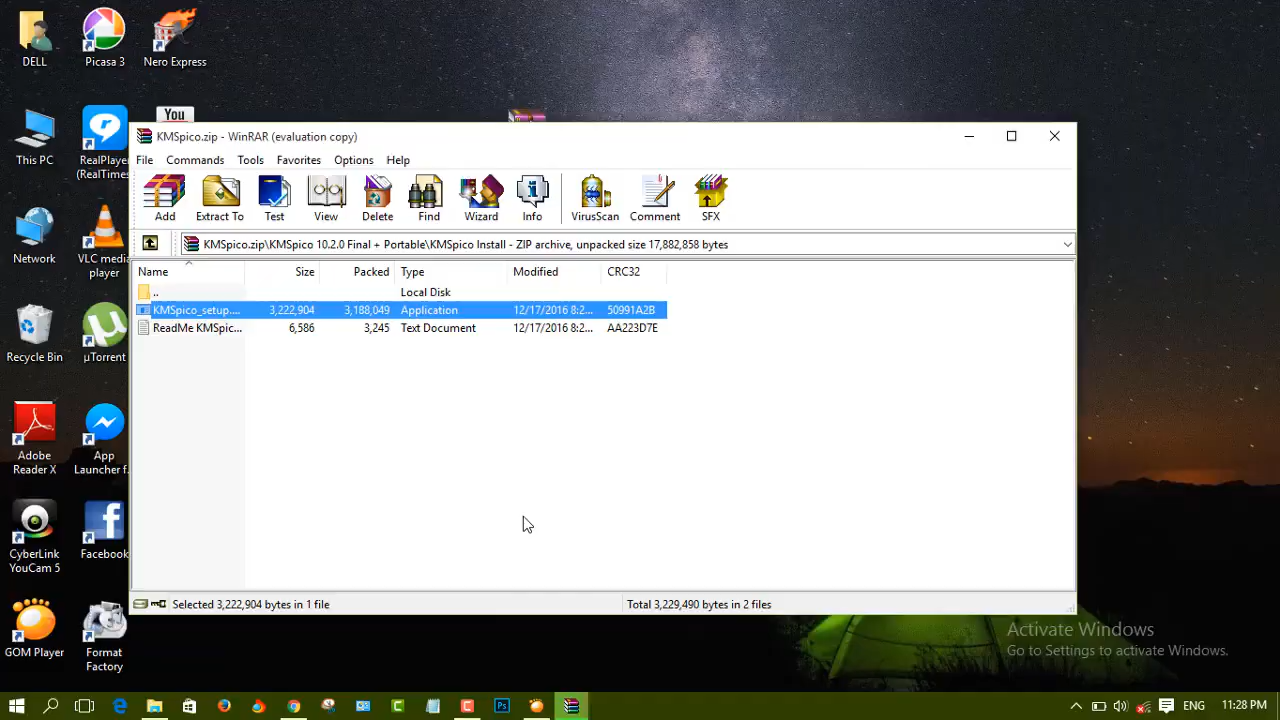 DELL
Picasa 3
Nero Express
You
KMSpico.zip - WinRAR (evaluation copy)
File Commands Tools Favorites Options Help
Add Extract To Test View Delete Find Wizard Info VirusScan Comment SFX
KMSpico.zip\KMSpico 10.2.0 Final + Portable\KMSpico Install - ZIP archive, unpacked size 17,882,858 bytes
Name Size Packed Type Modified CRC32
.. Local Disk
KMSpico_setup.... 3,222,904 3,188,049 Application 12/17/2016 8:2... 50991A2B
ReadMe KMSpic... 6,586 3,245 Text Document 12/17/2016 8:2... AA223D7E
Selected 3,222,904 bytes in 1 file
Total 3,229,490 bytes in 2 files
This PC
RealPlayer
(RealTimes
Network
VLC media
player
Recycle Bin
µTorrent
Adobe
Reader X
App
Launcher f...
CyberLink
YouCam 5
Facebook
GOM Player
Format
Factory
Activate Windows
Go to Settings to activate Windows.
Ps
ENG
11:28 PM